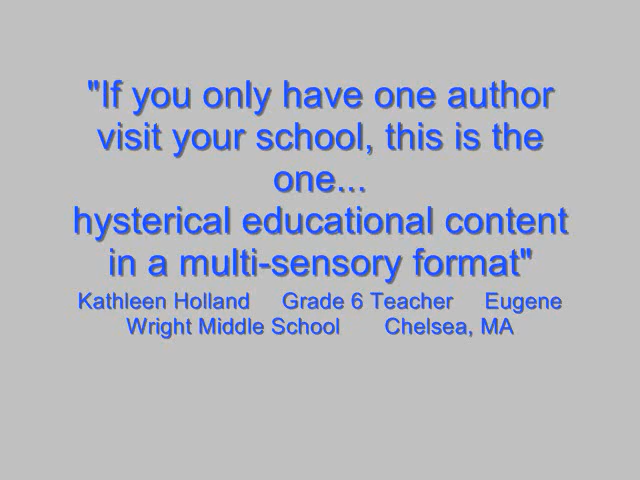 "If you only have one author
visit your school, this is the
one...
hysterical educational content
in a multi-sensory format"
Kathleen Holland Grade 6 Teacher Eugene
Wright Middle School Chelsea, MA